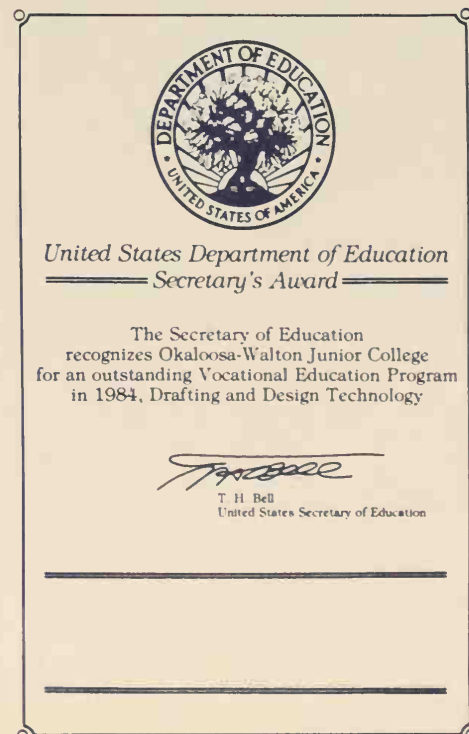 DEPARTMENT OF EDUCATION
• UNITED STATES OF AMERICA •
United States Department of Education
Secretary's Award
The Secretary of Education
recognizes Okaloosa-Walton Junior College
for an outstanding Vocational Education Program
in 1984, Drafting and Design Technology
T. H. Bell
T. H. Bell
United States Secretary of Education